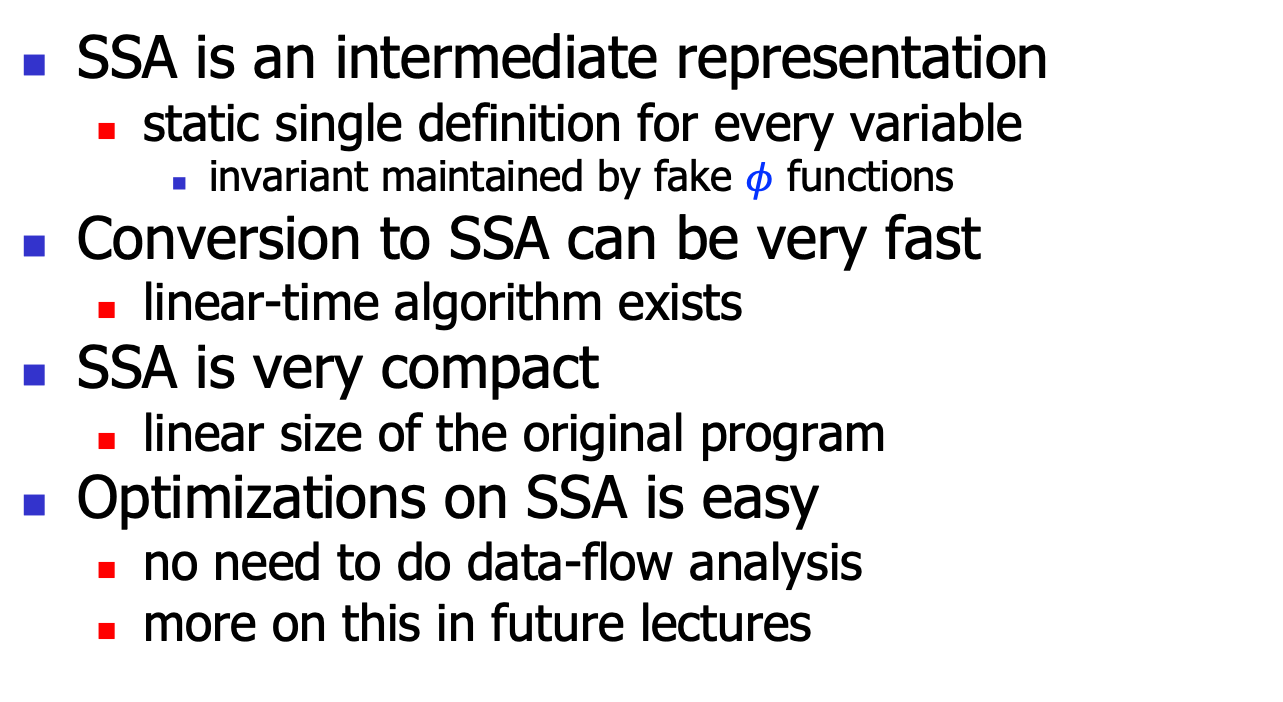 SSA is an intermediate representation
static single definition for every variable
invariant maintained by fake ϕ functions
Conversion to SSA can be very fast
linear-time algorithm exists
SSA is very compact
linear size of the original program
Optimizations on SSA is easy
no need to do data-flow analysis
more on this in future lectures